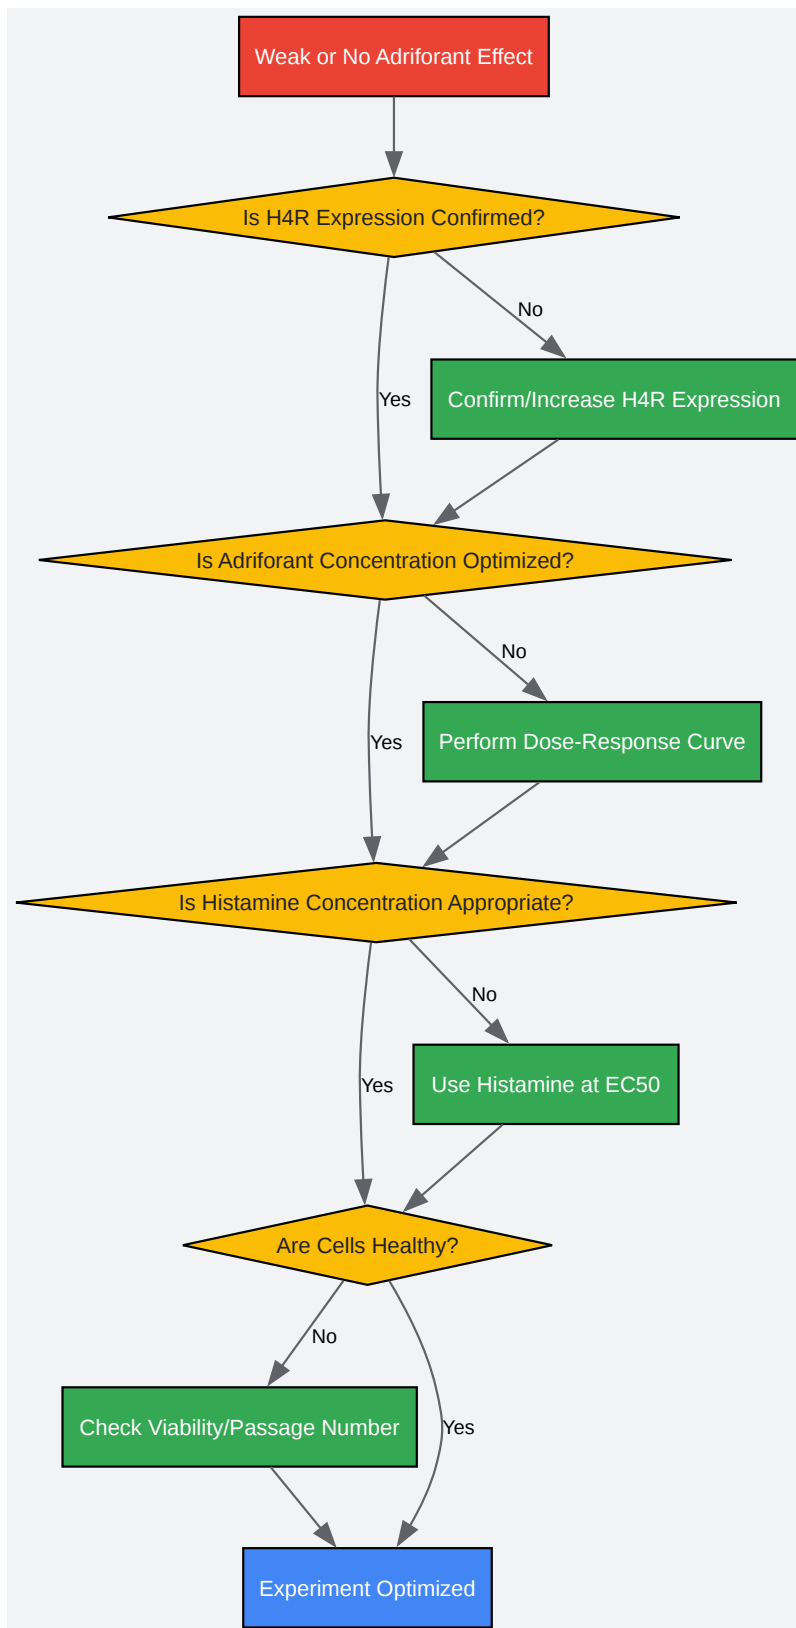 Weak or No Adriforant Effect
Is H4R Expression Confirmed?
No
Confirm/Increase H4R Expression
Yes
Is Adriforant Concentration Optimized?
No
Perform Dose-Response Curve
Yes
Is Histamine Concentration Appropriate?
No
Use Histamine at EC50
Yes
Are Cells Healthy?
No
Check Viability/Passage Number
Yes
Experiment Optimized